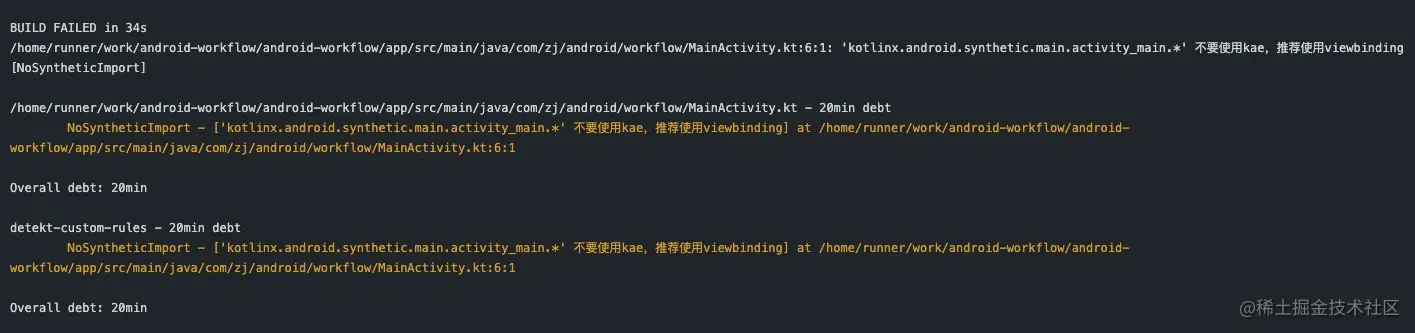 BUILD FAILED in 34s
/home/runner/work/android-workflow/android-workflow/app/src/main/java/com/zj/android/workflow/MainActivity.kt:6:1: 'kotlinx.android.synthetic.main.activity_main.*' 不要使用kae, 推荐使用viewbinding
[NoSyntheticImport]
/home/runner/work/android-workflow/android-workflow/app/src/main/java/com/zj/android/workflow/MainActivity.kt - 20min debt
NoSyntheticImport - ['kotlinx.android.synthetic.main.activity_main.*' 不要使用kae, 推荐使用viewbinding] at /home/runner/work/android-workflow/android-
workflow/app/src/main/java/com/zj/android/workflow/MainActivity.kt:6:1
Overall debt: 20min
detekt-custom-rules - 20min debt
NoSyntheticImport - ['kotlinx.android.synthetic.main.activity_main.*' 不要使用kae, 推荐使用viewbinding] at /home/runner/work/android-workflow/android-
workflow/app/src/main/java/com/zj/android/workflow/MainActivity.kt:6:1
Overall debt: 20min
@稀土掘金技术社区